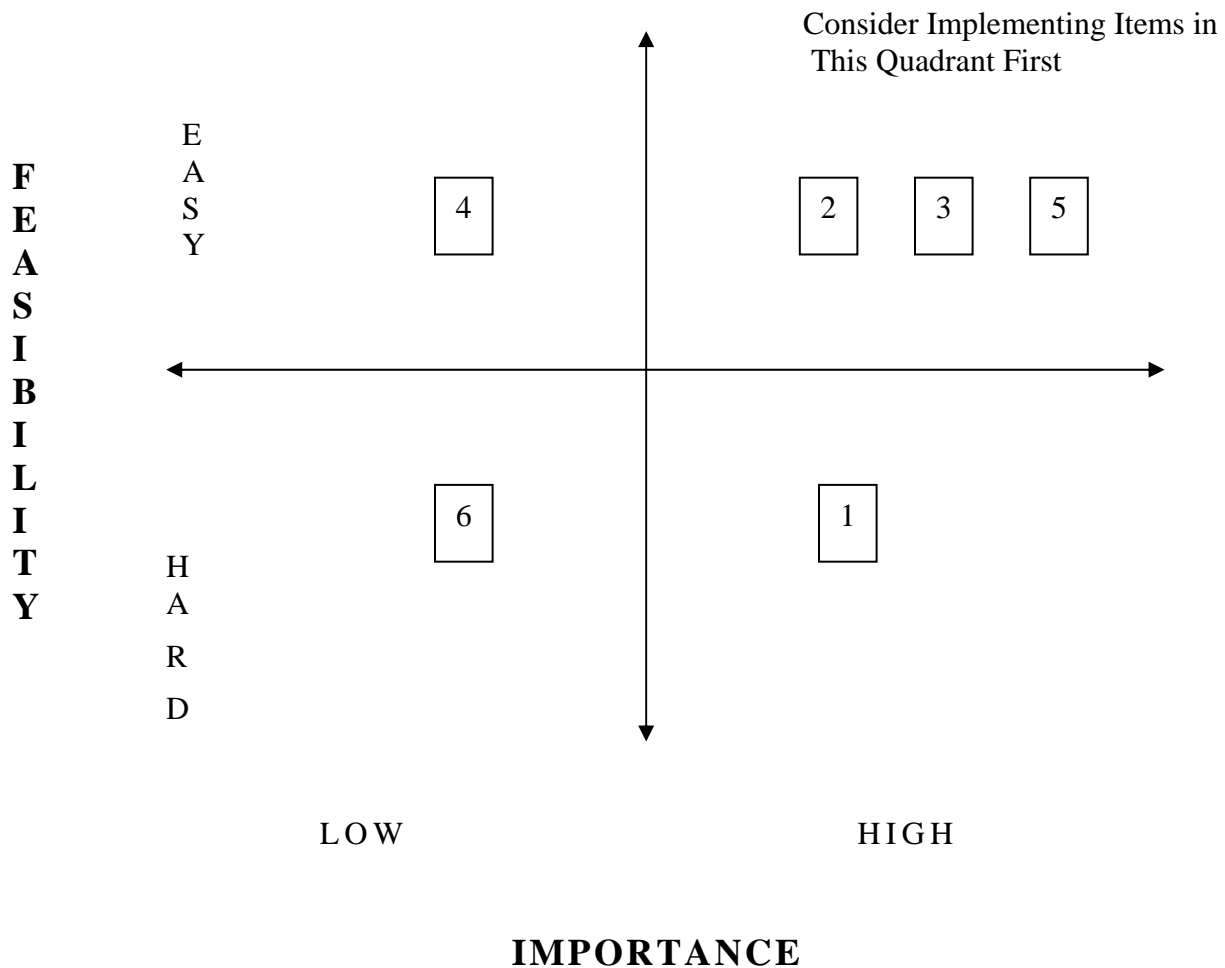 Consider Implementing Items in
This Quadrant First
FEASIBILITY
EASY
4
2
3
5
6
1
HARD
LOW
HIGH
IMPORTANCE